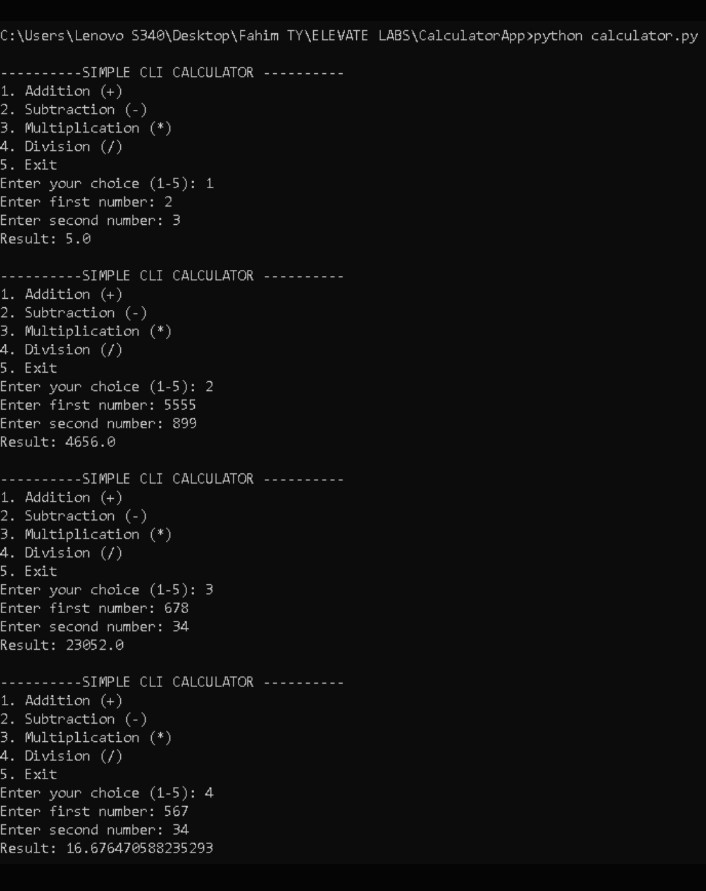 C:\Users\Lenovo S340\Desktop\Fahim TY\ELEVATE LABS\CalculatorApp>python calculator.py
----------SIMPLE CLI CALCULATOR ----------
1. Addition (+)
2. Subtraction (-)
3. Multiplication (*)
4. Division (/)
5. Exit
Enter your choice (1-5): 1
Enter first number: 2
Enter second number: 3
Result: 5.0
----------SIMPLE CLI CALCULATOR ----------
1. Addition (+)
2. Subtraction (-)
3. Multiplication (*)
4. Division (/)
5. Exit
Enter your choice (1-5): 2
Enter first number: 5555
Enter second number: 899
Result: 4656.0
----------SIMPLE CLI CALCULATOR ----------
1. Addition (+)
2. Subtraction (-)
3. Multiplication (*)
4. Division (/)
5. Exit
Enter your choice (1-5): 3
Enter first number: 678
Enter second number: 34
Result: 23052.0
----------SIMPLE CLI CALCULATOR ----------
1. Addition (+)
2. Subtraction (-)
3. Multiplication (*)
4. Division (/)
5. Exit
Enter your choice (1-5): 4
Enter first number: 567
Enter second number: 34
Result: 16.676470588235293